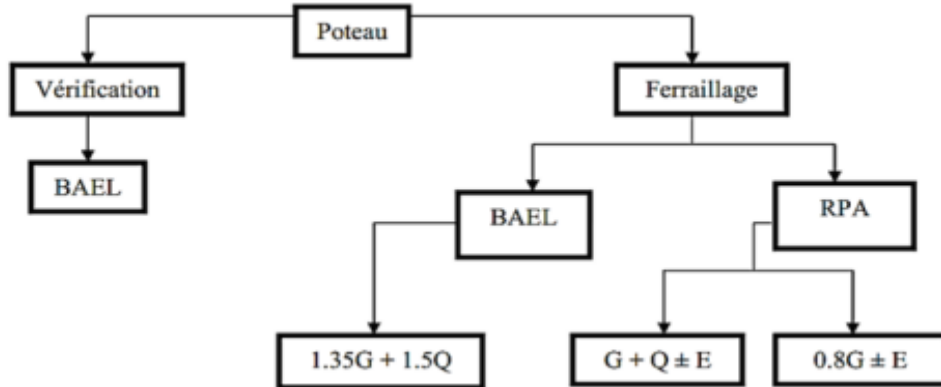 Poteau
Vérification
Ferraillage
BAEL
BAEL
RPA
1.35G + 1.5Q
G + Q ± E
0.8G ± E